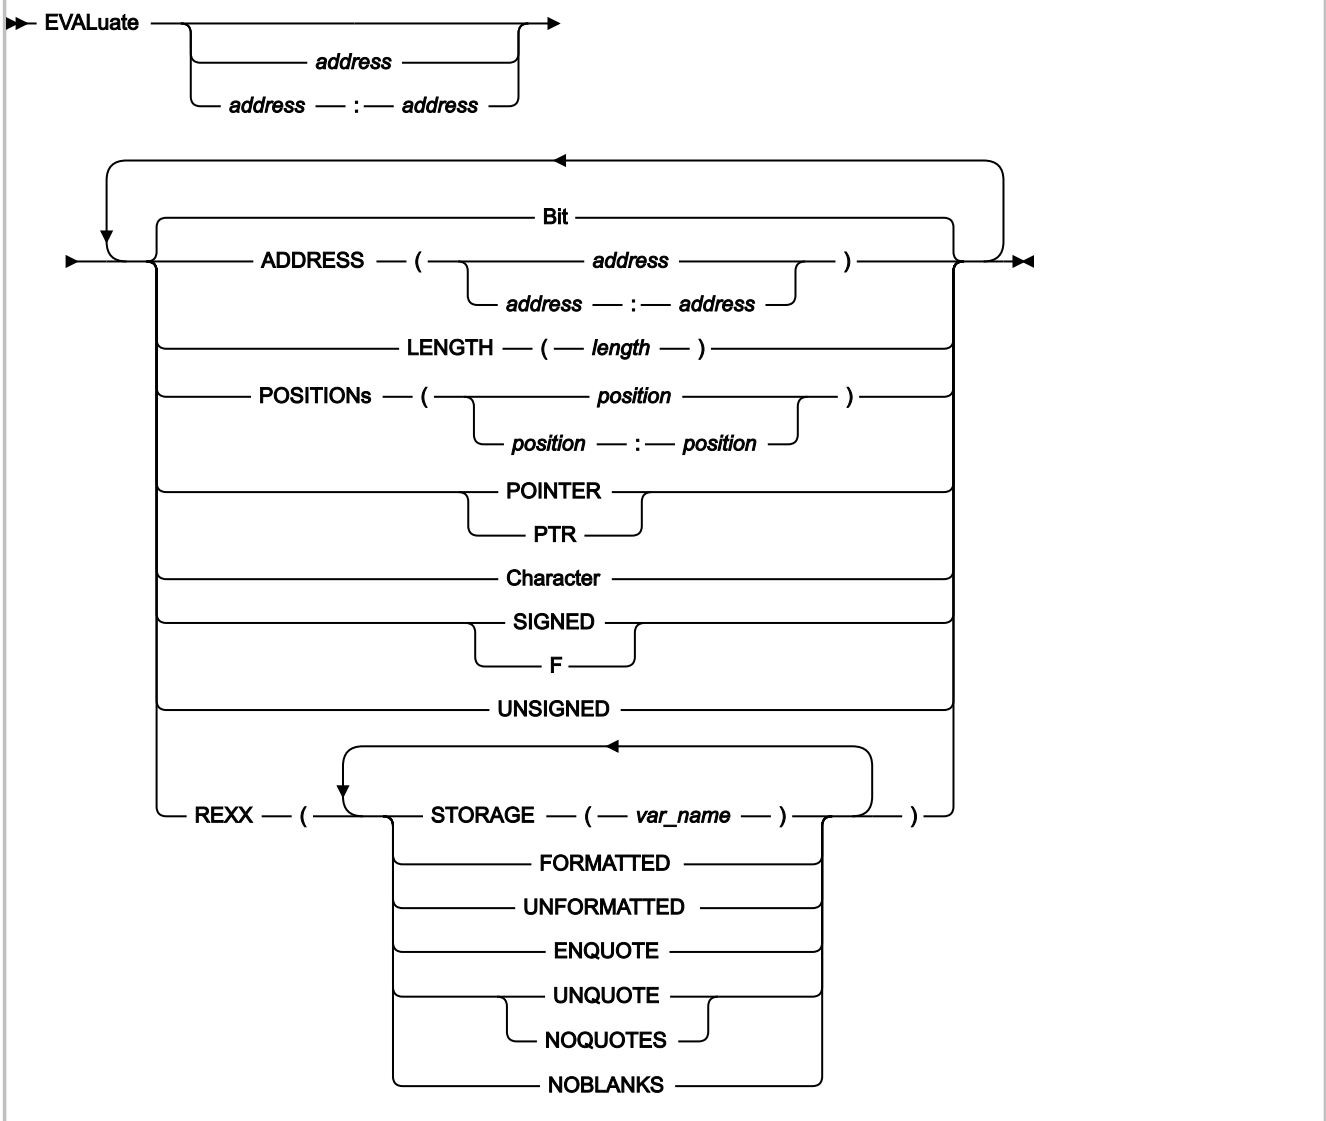 EVALuate
address
address : address
Bit
ADDRESS ( address )
address : address
LENGTH ( length )
POSITIONs ( position )
position : position
POINTER
PTR
Character
SIGNED
F
UNSIGNED
REXX ( STORAGE ( var_name ) )
FORMATTED
UNFORMATTED
ENQUOTE
UNQUOTE
NOQUOTES
NOBLANKS